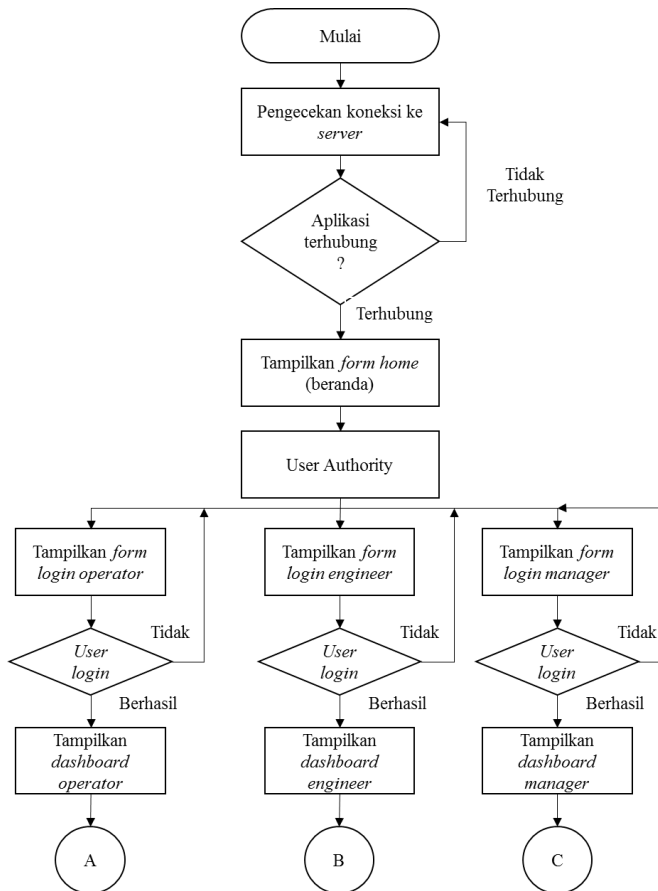 Mulai
Pengecekan koneksi ke
server
Tidak
Terhubung
Aplikasi
terhubung
?
Terhubung
Tampilkan form home
(beranda)
User Authority
Tampilkan form
login operator
Tampilkan form
login engineer
Tampilkan form
login manager
User
login
Tidak
User
login
Tidak
User
login
Tidak
Berhasil
Berhasil
Berhasil
Tampilkan
dashboard
operator
Tampilkan
dashboard
engineer
Tampilkan
dashboard
manager
A
B
C